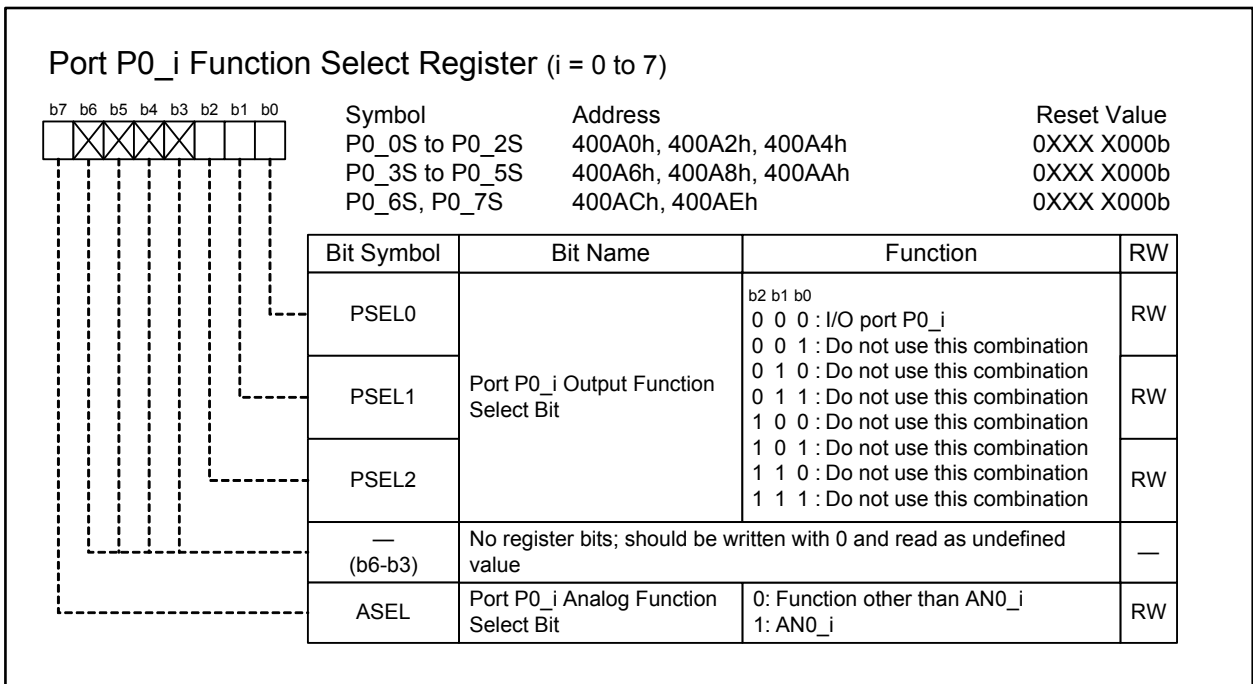 Port P0_i Function Select Register (i = 0 to 7)
b7 b6 b5 b4 b3 b2 b1 b0
Symbol Address Reset Value
P0_0S to P0_2S 400A0h, 400A2h, 400A4h 0XXX X000b
P0_3S to P0_5S 400A6h, 400A8h, 400AAh 0XXX X000b
P0_6S, P0_7S 400ACh, 400AEh 0XXX X000b
Bit Symbol Bit Name Function RW
PSEL0
PSEL1
PSEL2
Port P0_i Output Function
Select Bit
b2 b1 b0
0 0 0 : I/O port P0_i
0 0 1 : Do not use this combination
0 1 0 : Do not use this combination
0 1 1 : Do not use this combination
1 0 0 : Do not use this combination
1 0 1 : Do not use this combination
1 1 0 : Do not use this combination
1 1 1 : Do not use this combination
RW
RW
RW
—
(b6-b3)
No register bits; should be written with 0 and read as undefined
value
—
ASEL
Port P0_i Analog Function
Select Bit
0: Function other than AN0_i
1: AN0_i
RW